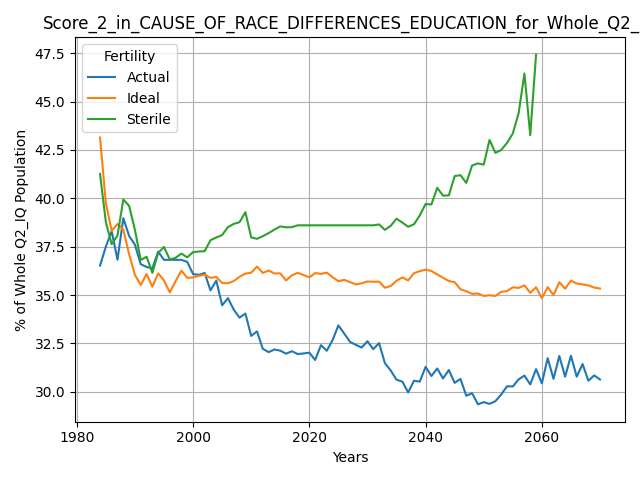 Score_2_in_CAUSE_OF_RACE_DIFFERENCES_EDUCATION_for_Whole_Q2_
Fertility
Actual
Ideal
Sterile
% of Whole Q2_IQ Population
47.5
45.0
42.5
40.0
37.5
35.0
32.5
30.0
1980
2000
2020
2040
2060
Years